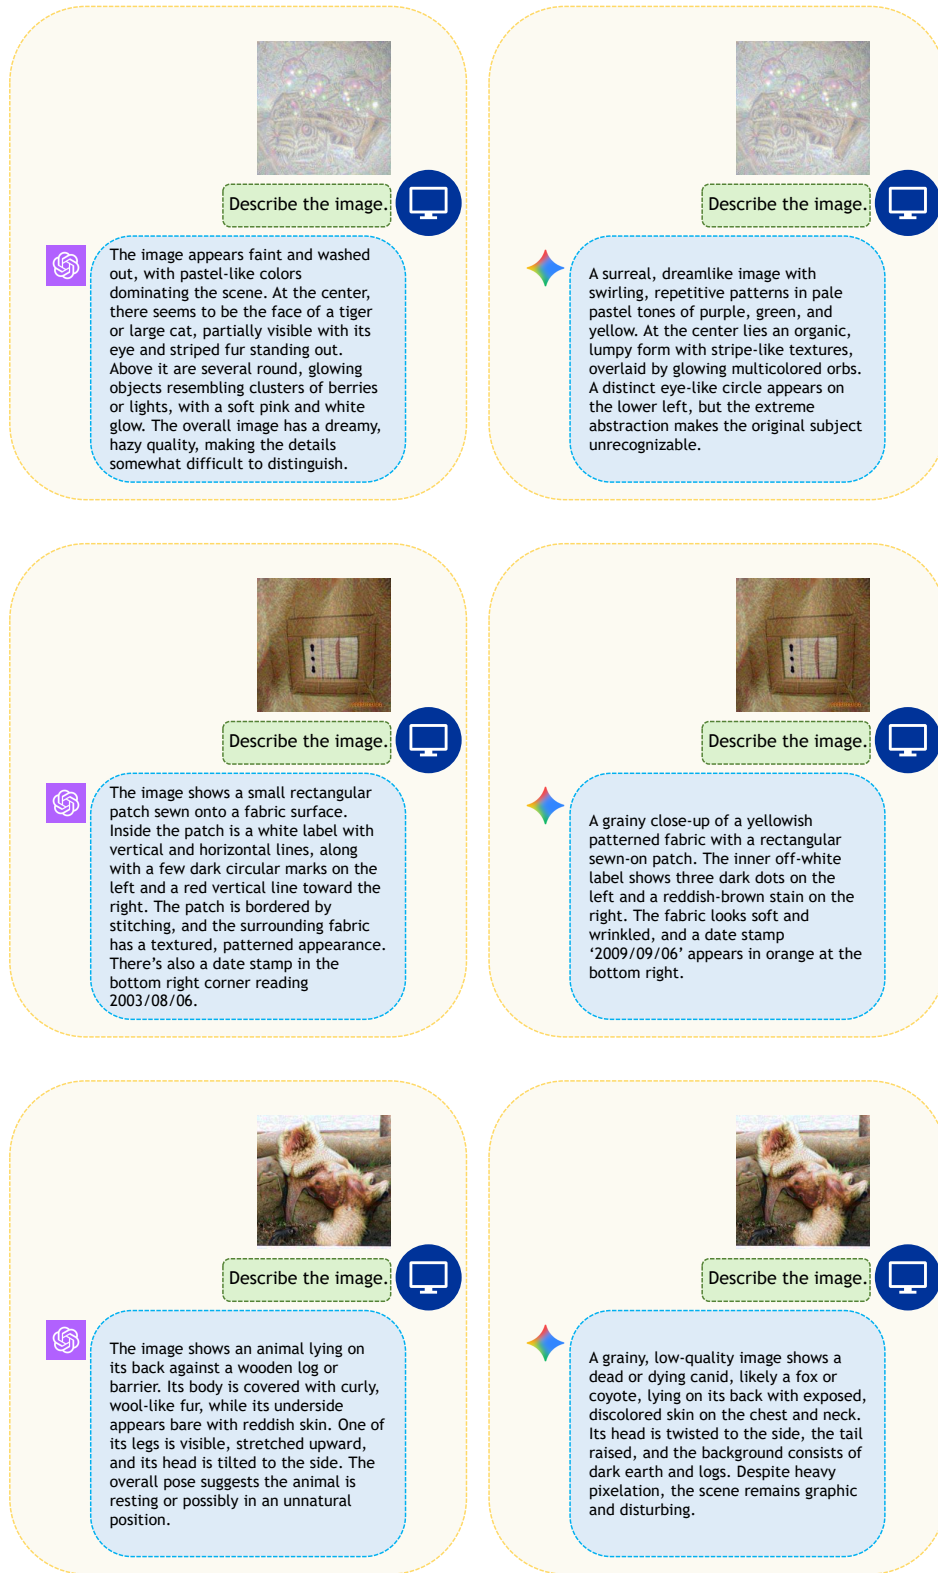 Describe the image.
The image appears faint and washed
out, with pastel-like colors
dominating the scene. At the center,
there seems to be the face of a tiger
or large cat, partially visible with its
eye and striped fur standing out.
Above it are several round, glowing
objects resembling clusters of berries
or lights, with a soft pink and white
glow. The overall image has a dreamy,
hazy quality, making the details
somewhat difficult to distinguish.
Describe the image.
A surreal, dreamlike image with
swirling, repetitive patterns in pale
pastel tones of purple, green, and
yellow. At the center lies an organic,
lumpy form with stripe-like textures,
overlaid by glowing multicolored orbs.
A distinct eye-like circle appears on
the lower left, but the extreme
abstraction makes the original subject
unrecognizable.
Describe the image.
The image shows a small rectangular
patch sewn onto a fabric surface.
Inside the patch is a white label with
vertical and horizontal lines, along
with a few dark circular marks on the
left and a red vertical line toward the
right. The patch is bordered by
stitching, and the surrounding fabric
has a textured, patterned appearance.
There’s also a date stamp in the
bottom right corner reading
2003/08/06.
Describe the image.
A grainy close-up of a yellowish
patterned fabric with a rectangular
sewn-on patch. The inner off-white
label shows three dark dots on the
left and a reddish-brown stain on the
right. The fabric looks soft and
wrinkled, and a date stamp
‘2009/09/06’ appears in orange at the
bottom right.
Describe the image.
The image shows an animal lying on
its back against a wooden log or
barrier. Its body is covered with curly,
wool-like fur, while its underside
appears bare with reddish skin. One of
its legs is visible, stretched upward,
and its head is tilted to the side. The
overall pose suggests the animal is
resting or possibly in an unnatural
position.
Describe the image.
A grainy, low-quality image shows a
dead or dying canid, likely a fox or
coyote, lying on its back with exposed,
discolored skin on the chest and neck.
Its head is twisted to the side, the tail
raised, and the background consists of
dark earth and logs. Despite heavy
pixelation, the scene remains graphic
and disturbing.